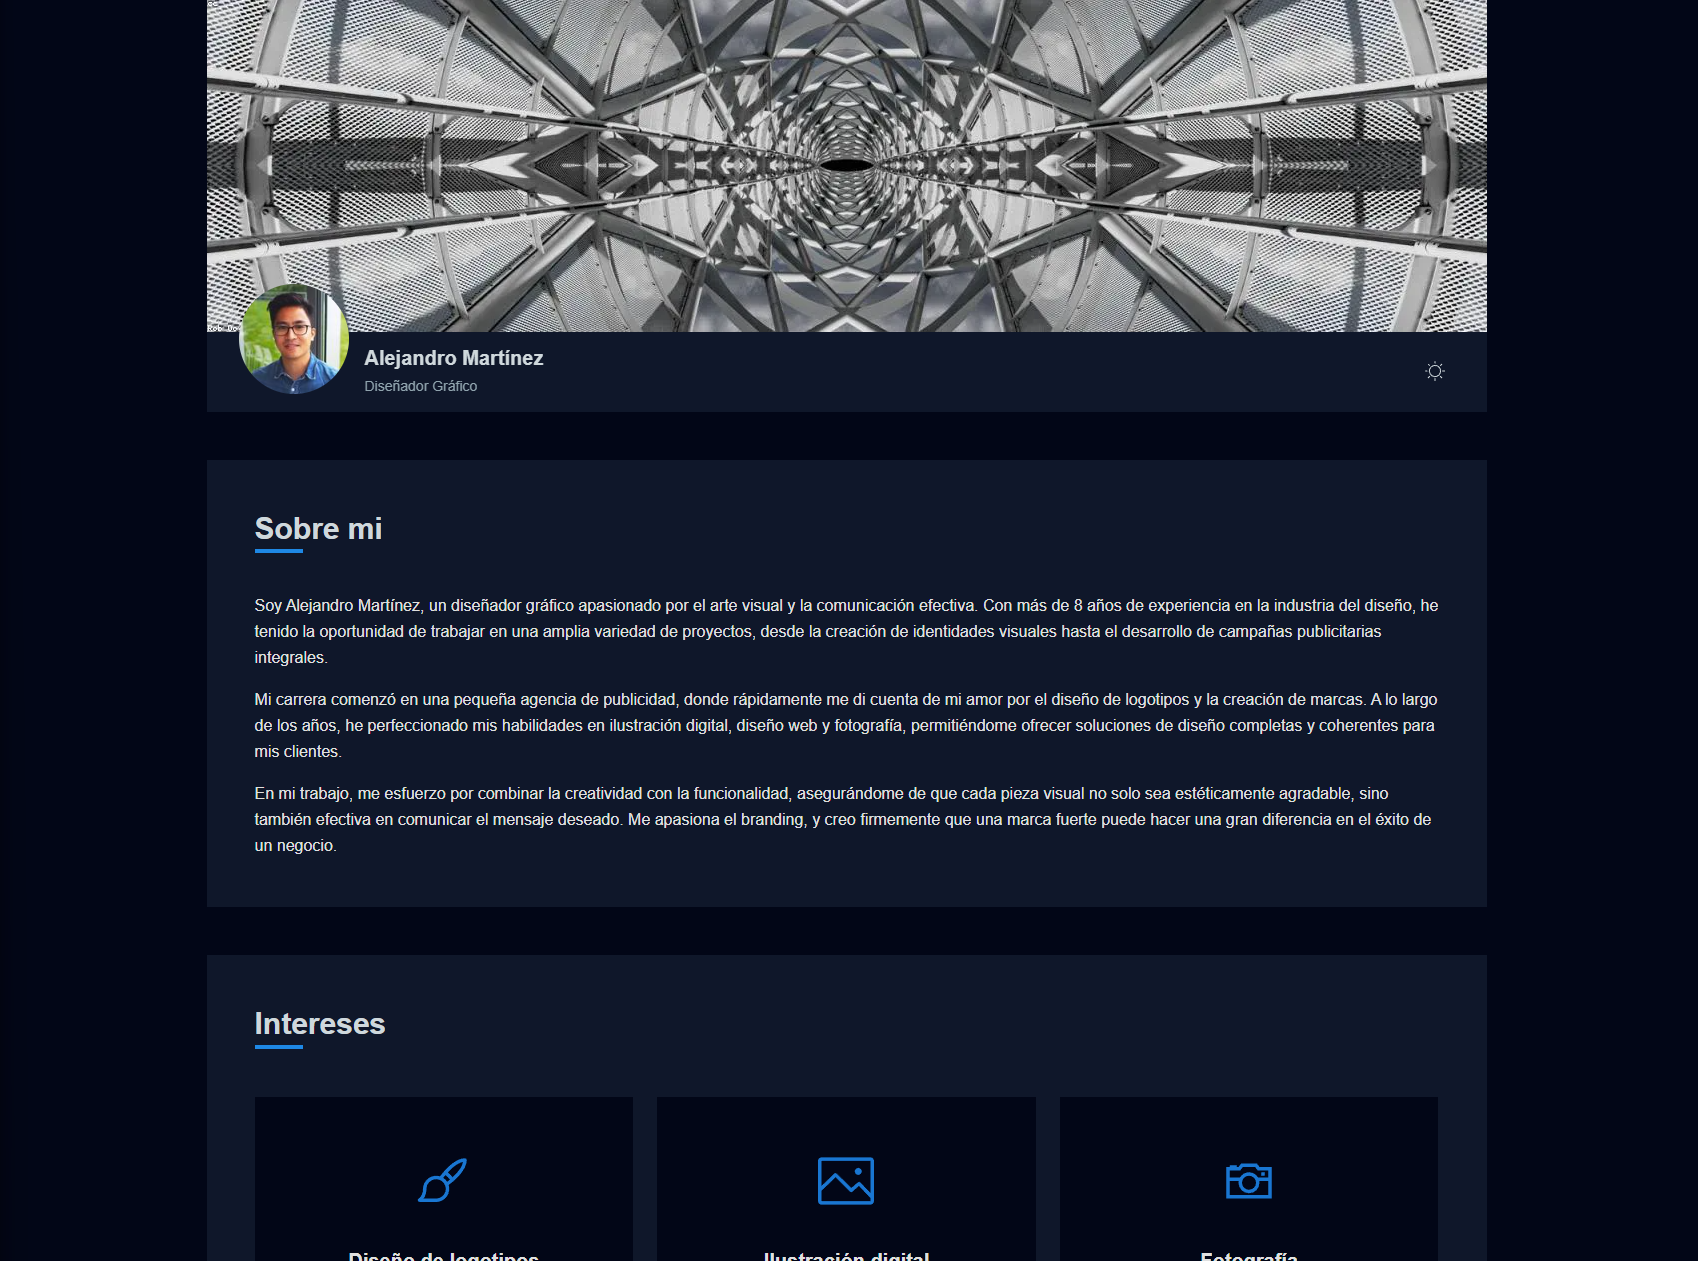 Alejandro Martínez
Diseñador Gráfico
Sobre mi
Soy Alejandro Martínez, un diseñador gráfico apasionado por el arte visual y la comunicación efectiva. Con más de 8 años de experiencia en la industria del diseño, he
tenido la oportunidad de trabajar en una amplia variedad de proyectos, desde la creación de identidades visuales hasta el desarrollo de campañas publicitarias
integrales.
Mi carrera comenzó en una pequeña agencia de publicidad, donde rápidamente me di cuenta de mi amor por el diseño de logotipos y la creación de marcas. A lo largo
de los años, he perfeccionado mis habilidades en ilustración digital, diseño web y fotografía, permitiéndome ofrecer soluciones de diseño completas y coherentes para
mis clientes.
En mi trabajo, me esfuerzo por combinar la creatividad con la funcionalidad, asegurándome de que cada pieza visual no solo sea estéticamente agradable, sino
también efectiva en comunicar el mensaje deseado. Me apasiona el branding, y creo firmemente que una marca fuerte puede hacer una gran diferencia en el éxito de
un negocio.
Intereses
Diseño de logotipos
Ilustración digital
Fotografía